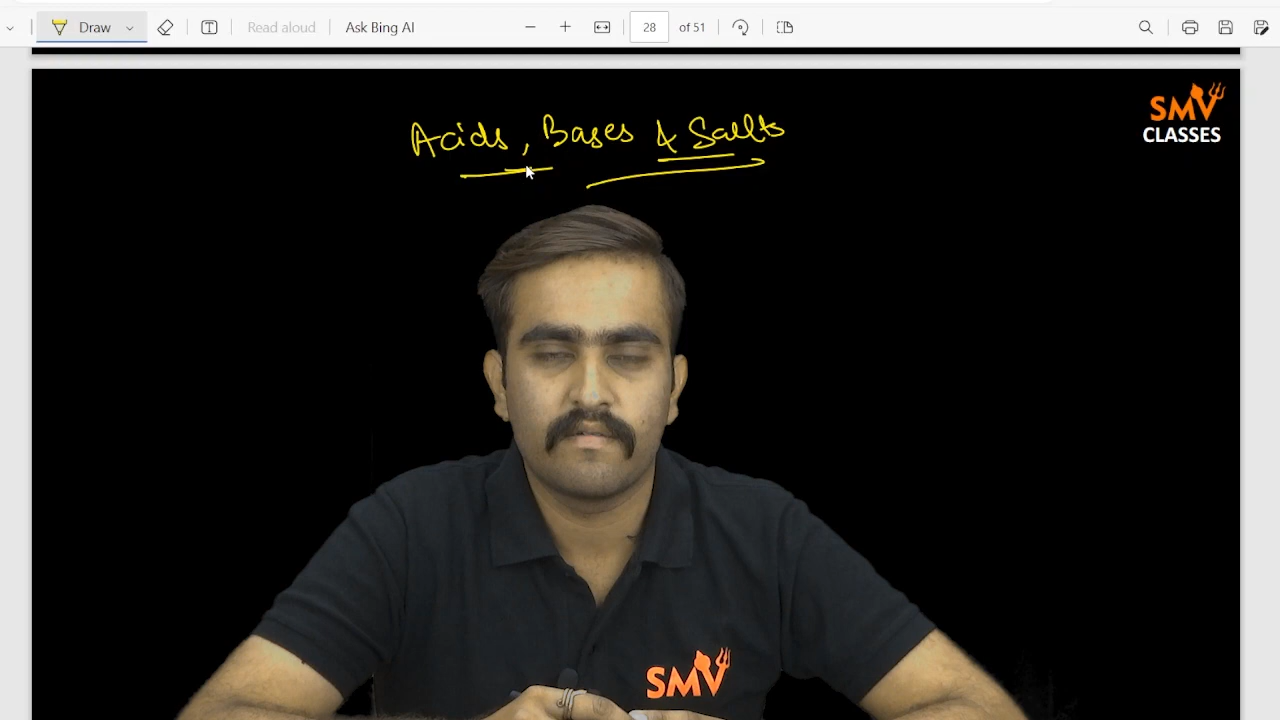 Draw
Read aloud
Ask Bing AI
28
of 51
SMV
CLASSES
Acids, Bases & Salts
SMV